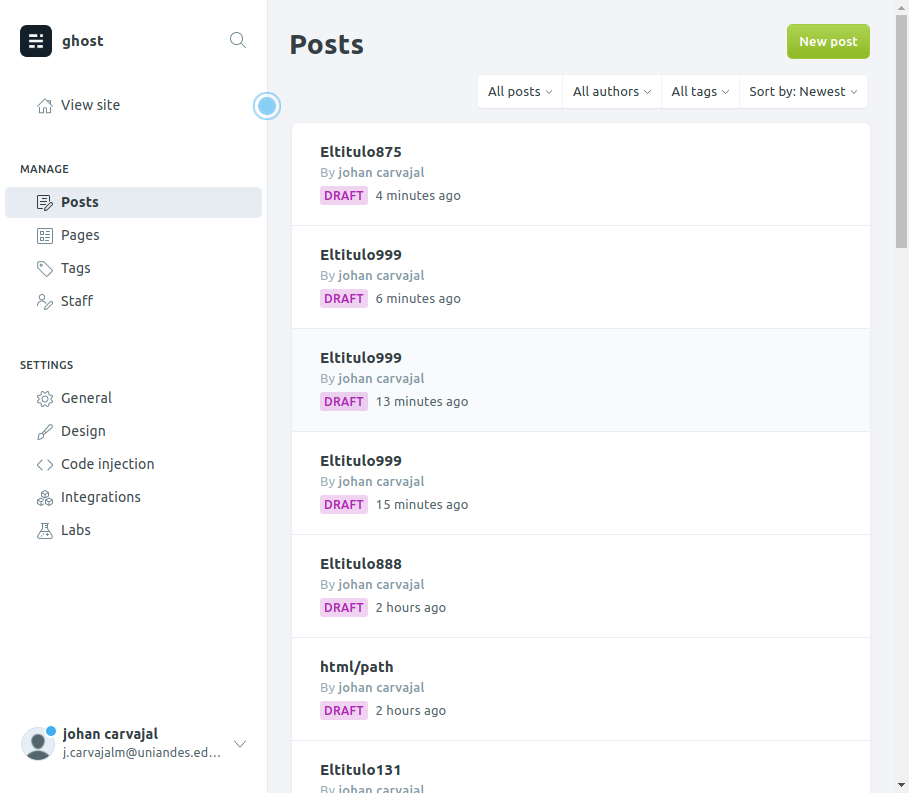 ghost
View site
MANAGE
Posts
Pages
Tags
Staff
SETTINGS
General
Design
Code injection
Integrations
Labs
johan carvajal
j.carvajalm@uniandes.ed...
Posts
New post
All posts
All authors
All tags
Sort by: Newest
Eltitulo875
By johan carvajal
DRAFT 4 minutes ago
Eltitulo999
By johan carvajal
DRAFT 6 minutes ago
Eltitulo999
By johan carvajal
DRAFT 13 minutes ago
Eltitulo999
By johan carvajal
DRAFT 15 minutes ago
Eltitulo888
By johan carvajal
DRAFT 2 hours ago
html/path
By johan carvajal
DRAFT 2 hours ago
Eltitulo131
By johan carvajal